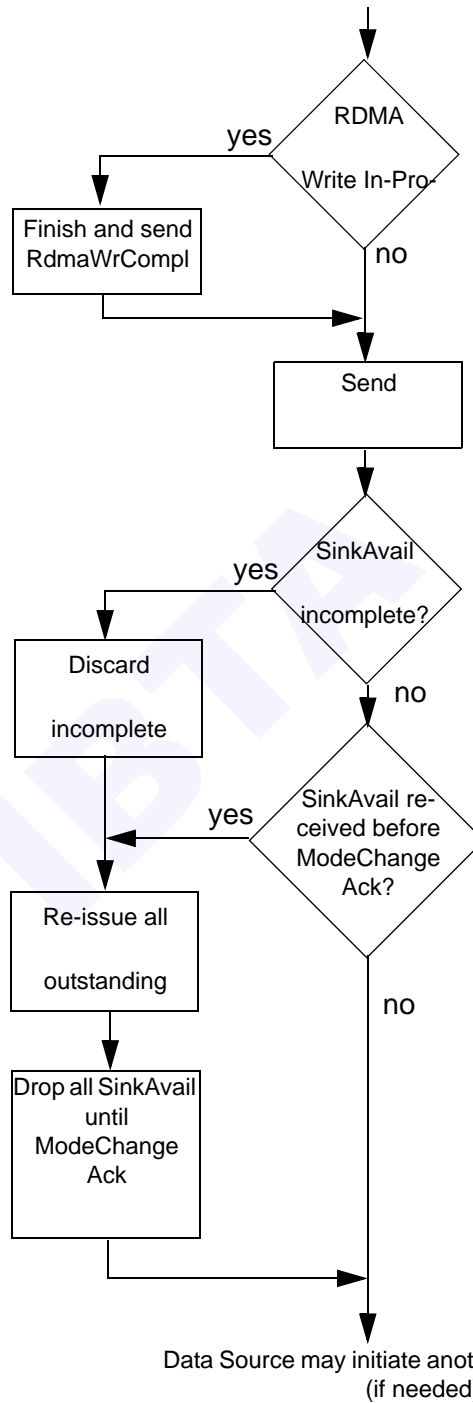 RDMA
yes
Write In-Pro-
Finish and send
RdmaWrCompl
no
Send
SinkAvail
yes
incomplete?
Discard
no
incomplete
SinkAvail re-
yes
ceived before
ModeChange
Ack?
Re-issue all
outstanding
no
Drop all SinkAvail
until
ModeChange
Ack
Data Source may initiate anot
(if needed
IBTA